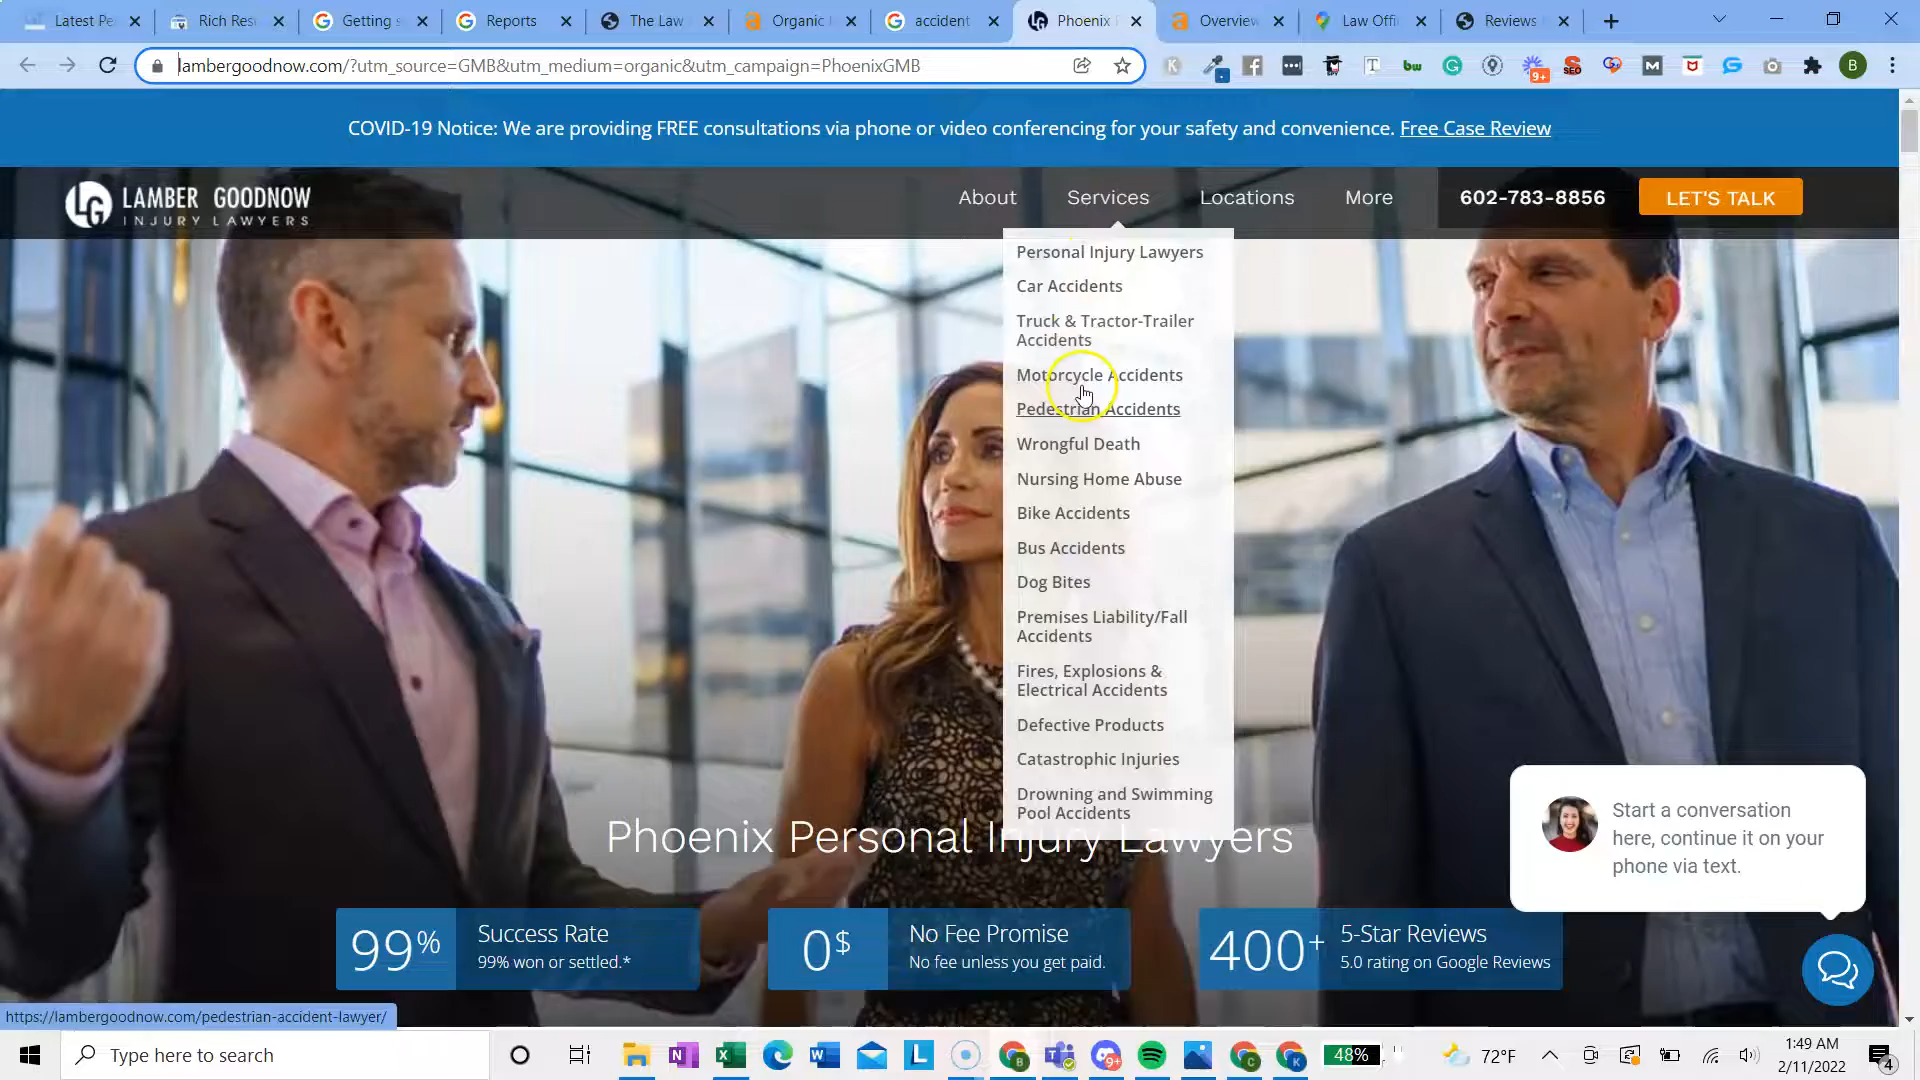 Latest Pe
Rich Res
Getting s
Reports
The Law
Organic
accident
Phoenix P
Overview
Law Offi
Reviews
lambergoodnow.com/?utm_source=GMB&utm_medium=organic&utm_campaign=PhoenixGMB
9+
SEO
B
COVID-19 Notice: We are providing FREE consultations via phone or video conferencing for your safety and convenience. Free Case Review
LG LAMBER GOODNOW
INJURY LAWYERS
About
Services
Locations
More
602-783-8856
LET'S TALK
Personal Injury Lawyers
Car Accidents
Truck & Tractor-Trailer
Accidents
Motorcycle Accidents
Pedestrian Accidents
Wrongful Death
Nursing Home Abuse
Bike Accidents
Bus Accidents
Dog Bites
Premises Liability/Fall
Accidents
Fires, Explosions &
Electrical Accidents
Defective Products
Catastrophic Injuries
Drowning and Swimming
Pool Accidents
Phoenix Personal Injury Lawyers
99%
Success Rate
99% won or settled.*
0$
No Fee Promise
No fee unless you get paid.
400+
5-Star Reviews
5.0 rating on Google Reviews
Start a conversation
here, continue it on your
phone via text.
https://lambergoodnow.com/pedestrian-accident-lawyer/
Type here to search
48%
72°F
1:49 AM
2/11/2022
4